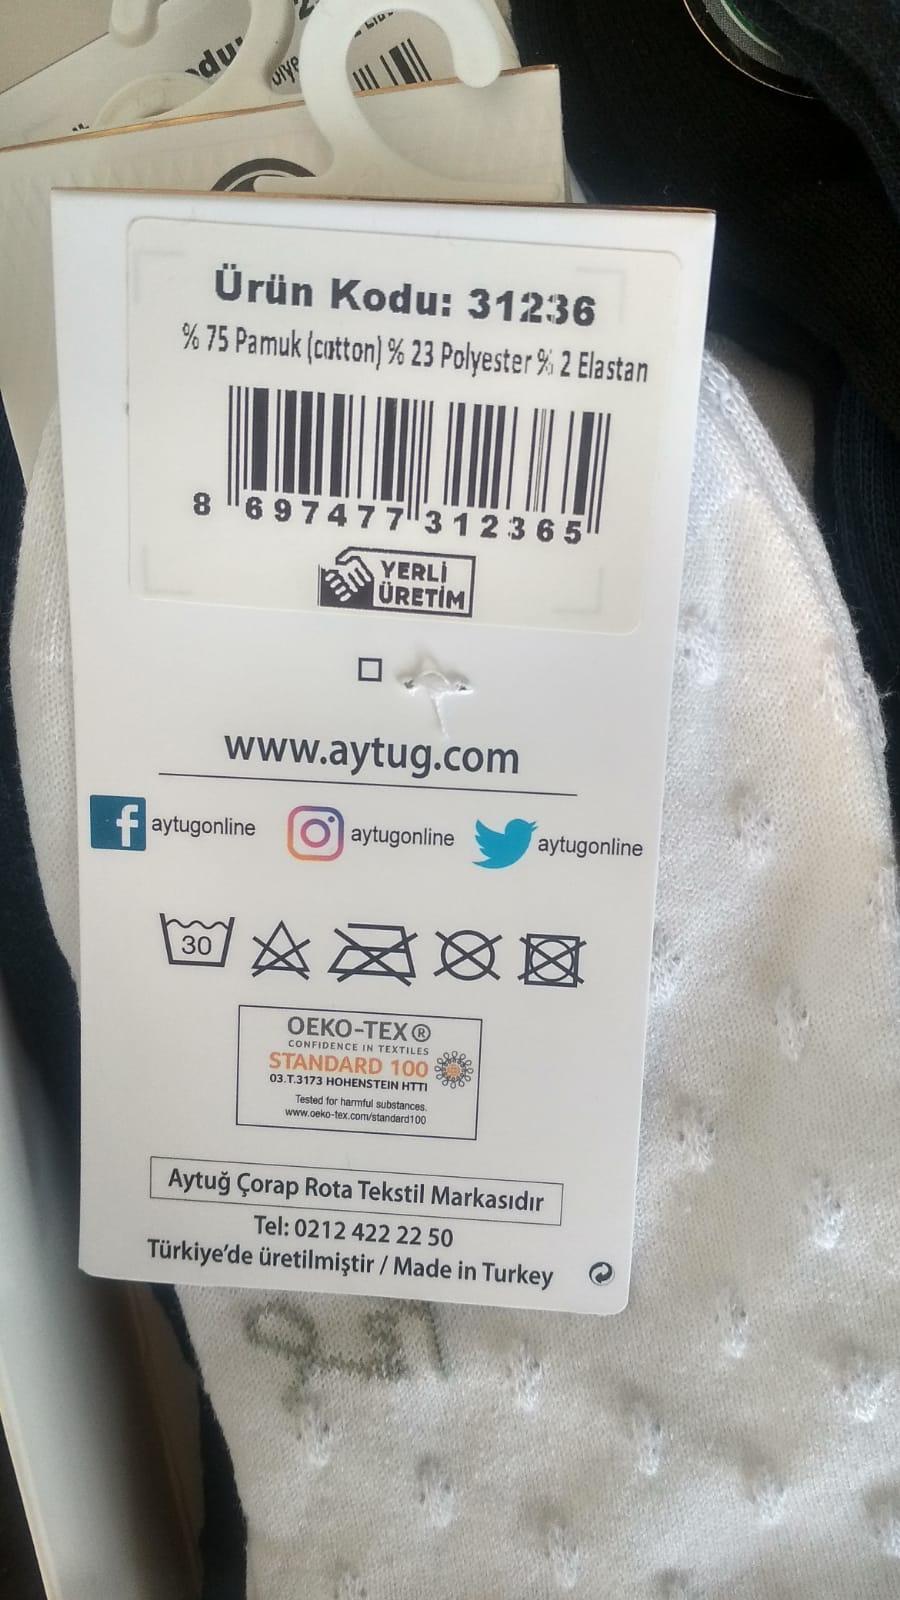 Ürün Kodu: 31236
% 75 Pamuk (cotton) % 23 Polyester % 2 Elastan
8 697477 312365
YERLİ
ÜRETİM
www.aytug.com
aytugonline aytugonline aytugonline
30
OEKO-TEX®
CONFIDENCE IN TEXTILES
STANDARD 100
03.T.3173 HOHENSTEIN HTTI
Tested for harmful substances.
www.oeko-tex.com/standard100
Aytuğ Çorap Rota Tekstil Markasıdır
Tel: 0212 422 22 50
Türkiye'de üretilmiştir / Made in Turkey